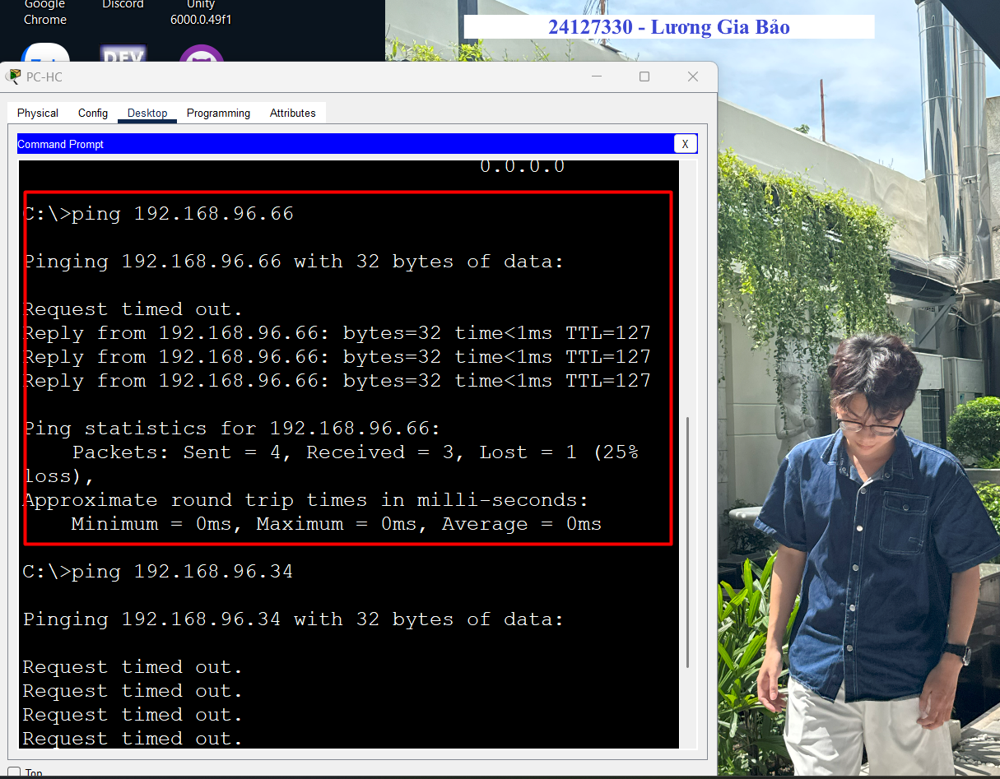 Google
Chrome
Discord
Unity
6000.0.49f1
24127330 - Lương Gia Bảo
DEV
PC-HC
Physical Config Desktop Programming Attributes
Command Prompt
X
0.0.0.0
C:\>ping 192.168.96.66
Pinging 192.168.96.66 with 32 bytes of data:
Request timed out.
Reply from 192.168.96.66: bytes=32 time<1ms TTL=127
Reply from 192.168.96.66: bytes=32 time<1ms TTL=127
Reply from 192.168.96.66: bytes=32 time<1ms TTL=127
Ping statistics for 192.168.96.66:
Packets: Sent = 4, Received = 3, Lost = 1 (25%
loss),
Approximate round trip times in milli-seconds:
Minimum = 0ms, Maximum = 0ms, Average = 0ms
C:\>ping 192.168.96.34
Pinging 192.168.96.34 with 32 bytes of data:
Request timed out.
Request timed out.
Request timed out.
Request timed out.
Top